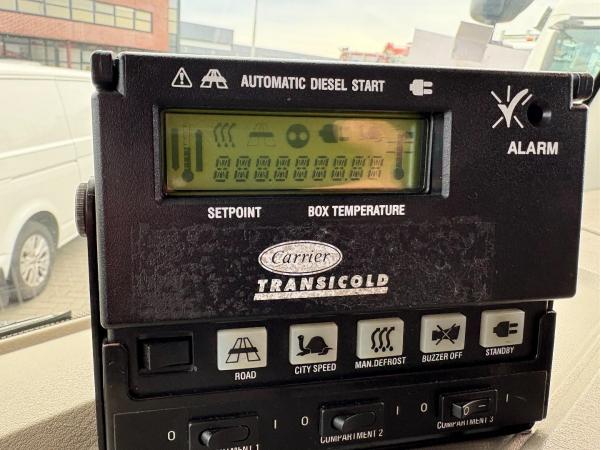 AUTOMATIC DIESEL START
ALARM
SETPOINT BOX TEMPERATURE
Carrier
TRANSICOLD
ROAD CITY SPEED MAN.DEFROST BUZZER OFF STANDBY
O I O I O I
COMPARTMENT 2 COMPARTMENT 3